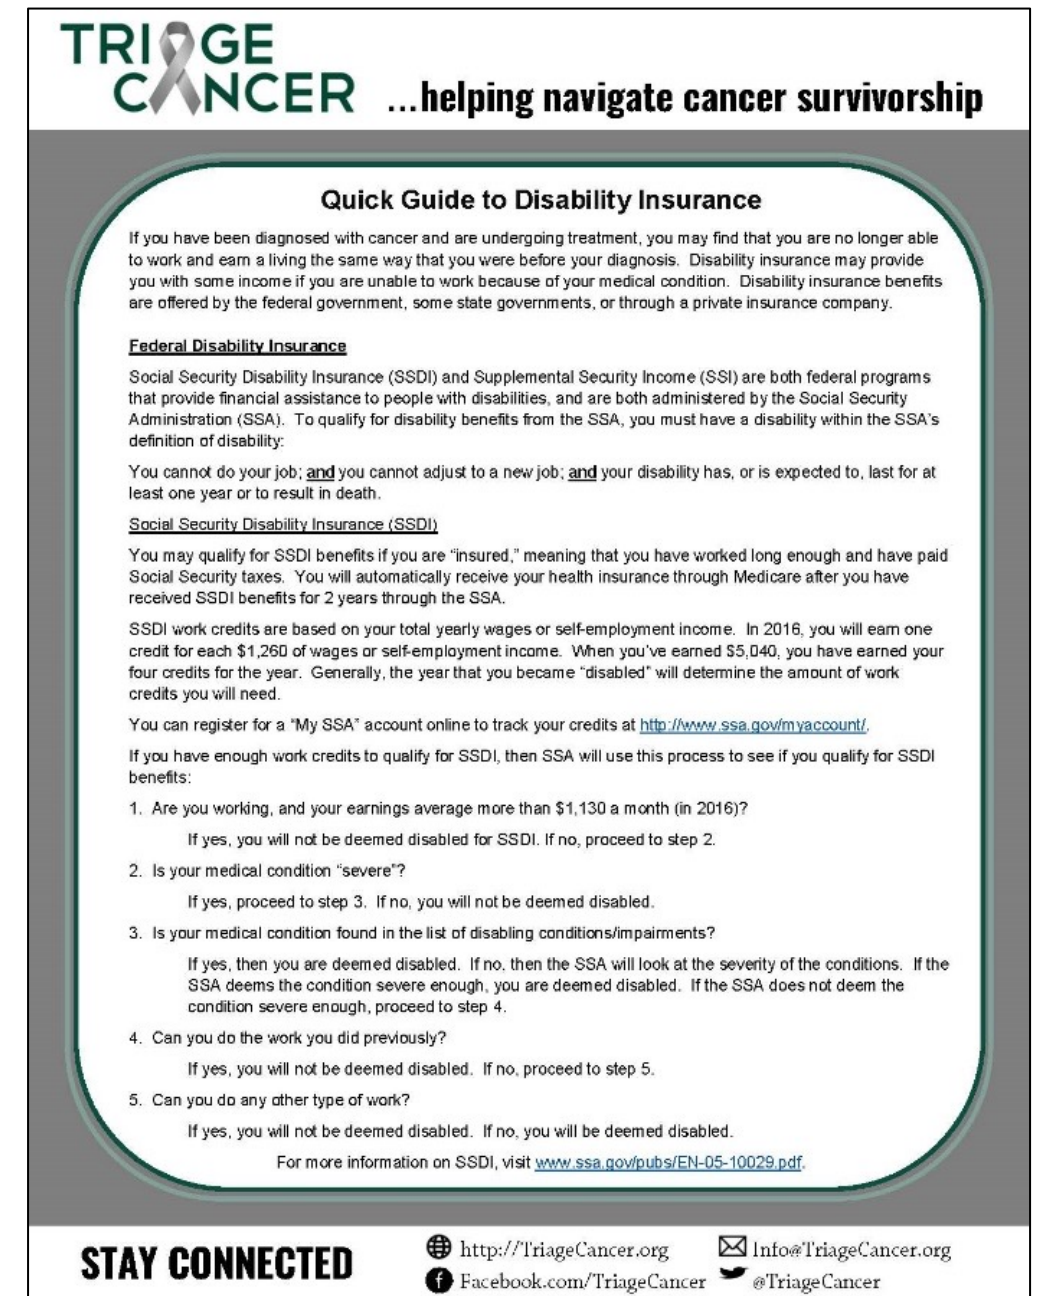 TRIAGE
CANCER
...helping navigate cancer survivorship
Quick Guide to Disability Insurance
If you have been diagnosed with cancer and are undergoing treatment, you may find that you are no longer able
to work and earn a living the same way that you were before your diagnosis. Disability insurance may provide
you with some income if you are unable to work because of your medical condition. Disability insurance benefits
are offered by the federal government, some state governments, or through a private insurance company.
Federal Disability Insurance
Social Security Disability Insurance (SSDI) and Supplemental Security Income (SSI) are both federal programs
that provide financial assistance to people with disabilities, and are both administered by the Social Security
Administration (SSA). To qualify for disability benefits from the SSA, you must have a disability within the SSA's
definition of disability:
You cannot do your job; and you cannot adjust to a new job; and your disability has, or is expected to, last for at
least one year or to result in death.
Social Security Disability Insurance (SSDI)
You may qualify for SSDI benefits if you are “insured,” meaning that you have worked long enough and have paid
Social Security taxes. You will automatically receive your health insurance through Medicare after you have
received SSDI benefits for 2 years through the SSA.
SSDI work credits are based on your total yearly wages or self-employment income. In 2016, you will earn one
credit for each $1,260 of wages or self-employment income. When you've earned $5,040, you have earned your
four credits for the year. Generally, the year that you became “disabled” will determine the amount of work
credits you will need.
You can register for a “My SSA” account online to track your credits at http://www.ssa.gov/myaccount/.
If you have enough work credits to qualify for SSDI, then SSA will use this process to see if you qualify for SSDI
benefits:
1. Are you working, and your earnings average more than $1,130 a month (in 2016)?
If yes, you will not be deemed disabled for SSDI. If no, proceed to step 2.
2. Is your medical condition “severe”?
If yes, proceed to step 3. If no, you will not be deemed disabled.
3. Is your medical condition found in the list of disabling conditions/impairments?
If yes, then you are deemed disabled. If no, then the SSA will look at the severity of the conditions. If the
SSA deems the condition severe enough, you are deemed disabled. If the SSA does not deem the
condition severe enough, proceed to step 4.
4. Can you do the work you did previously?
If yes, you will not be deemed disabled. If no, proceed to step 5.
5. Can you do any other type of work?
If yes, you will not be deemed disabled. If no, you will be deemed disabled.
For more information on SSDI, visit www.ssa.gov/pubs/EN-05-10029.pdf.
STAY CONNECTED
http://TriageCancer.org
Info@TriageCancer.org
Facebook.com/TriageCancer
@TriageCancer